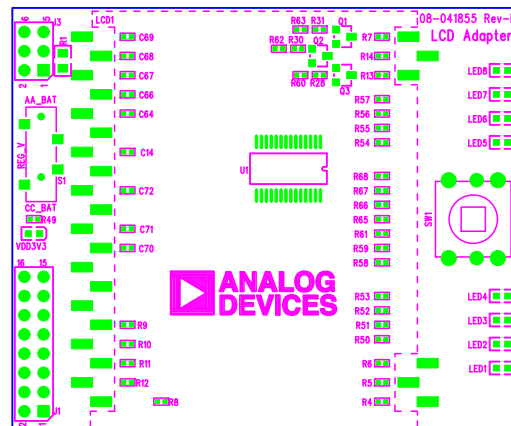 J3
6
5
2
1
R1
AA_BAT
REG_V
S1
CC_BAT
R49
VDD3V3
16
15
2
1
J1
LCD1
C69
C68
C67
C66
C64
C14
C72
C71
C70
R9
R10
R11
R12
R8
R63
R31
Q1
R62
R30
Q2
R60
R28
Q3
U1
ANALOG
DEVICES
R7
R14
R13
R57
R56
R55
R54
R68
R67
R66
R65
R61
R59
R58
R53
R52
R51
R50
R6
R5
R4
08-041855 Rev-
LCD Adapter
LED8
LED7
LED6
LED5
SW1
LED4
LED3
LED2
LED1